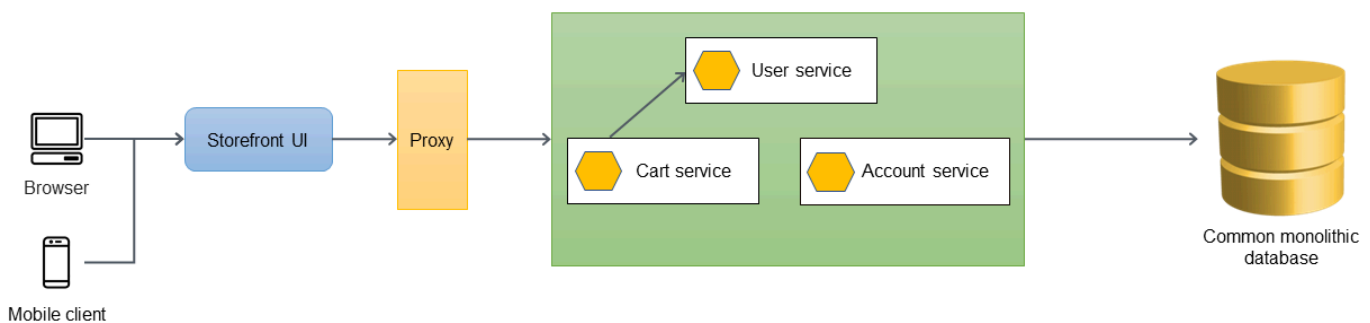 Browser
Mobile client
Storefront UI
Proxy
User service
Cart service
Account service
Common monolithic
database